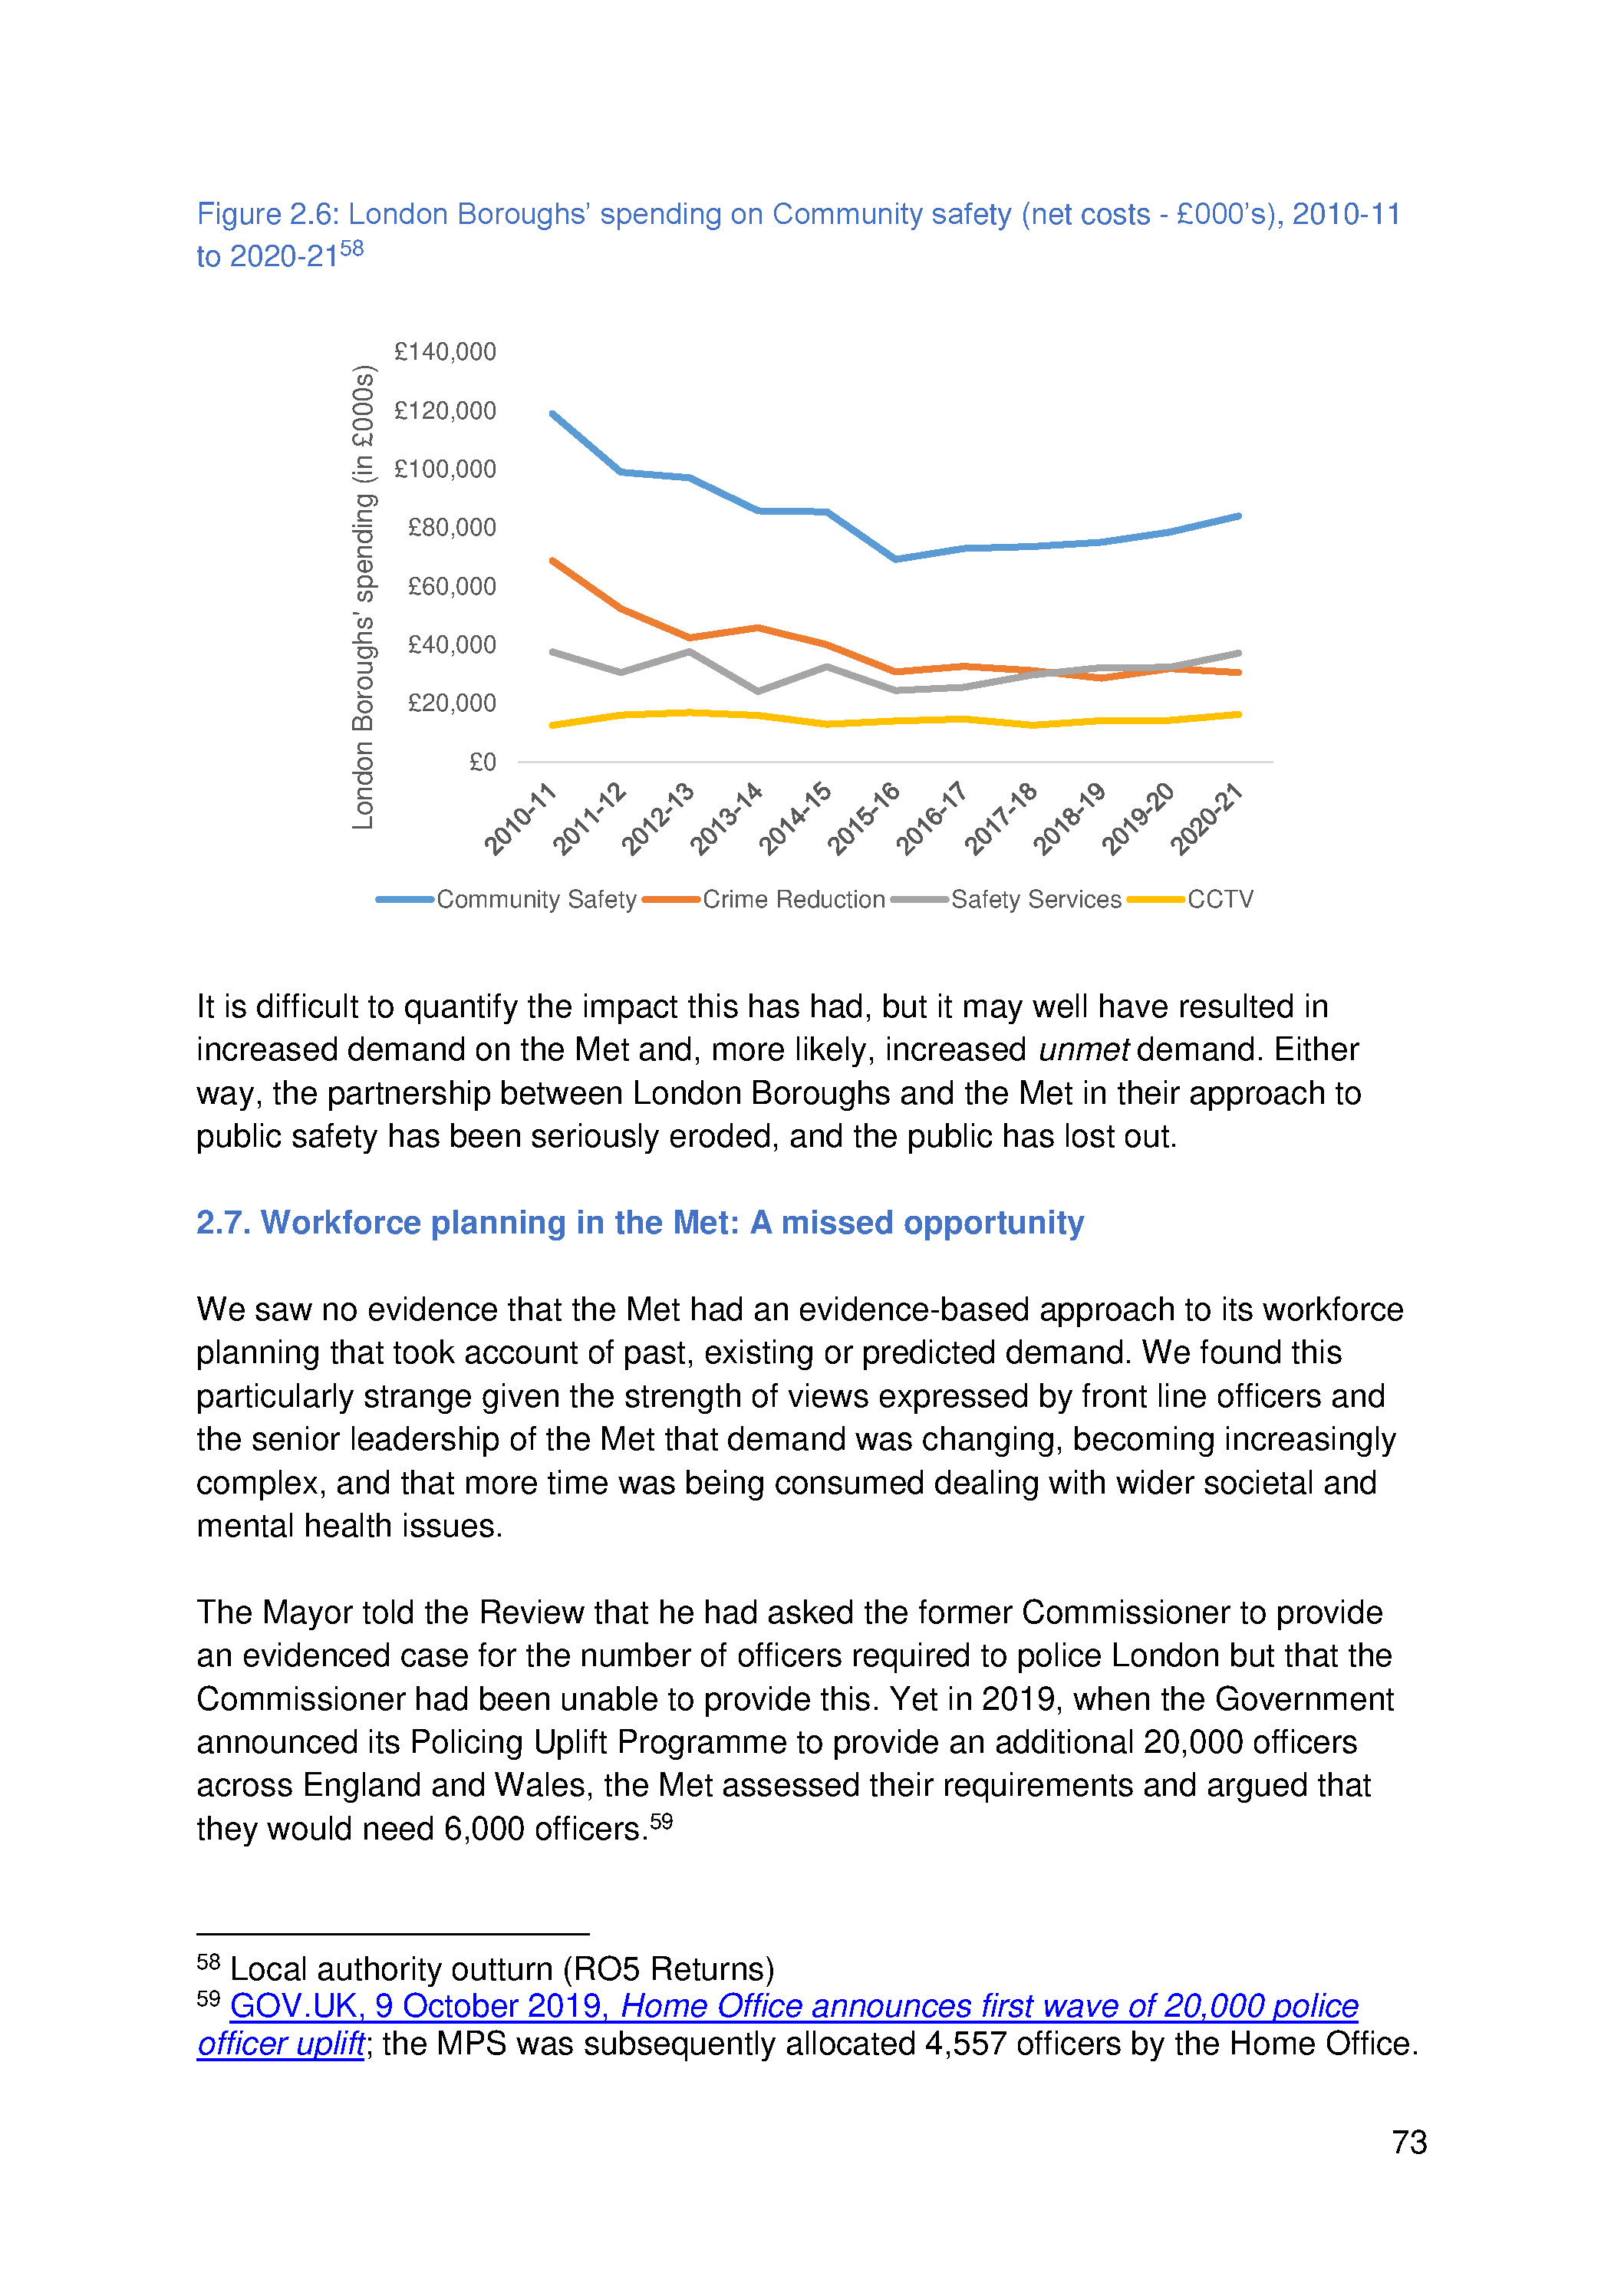 Figure 2.6: London Boroughs’ spending on Community safety (net costs - £000’s), 2010-11
to 2020-2158
London Boroughs' spending (in £000s)
£140,000
£120,000
£100,000
£80,000
£60,000
£40,000
£20,000
£0
2010-11
2011-12
2012-13
2013-14
2014-15
2015-16
2016-17
2017-18
2018-19
2019-20
2020-21
Community Safety Crime Reduction Safety Services CCTV
It is difficult to quantify the impact this has had, but it may well have resulted in
increased demand on the Met and, more likely, increased unmet demand. Either
way, the partnership between London Boroughs and the Met in their approach to
public safety has been seriously eroded, and the public has lost out.
2.7. Workforce planning in the Met: A missed opportunity
We saw no evidence that the Met had an evidence-based approach to its workforce
planning that took account of past, existing or predicted demand. We found this
particularly strange given the strength of views expressed by front line officers and
the senior leadership of the Met that demand was changing, becoming increasingly
complex, and that more time was being consumed dealing with wider societal and
mental health issues.
The Mayor told the Review that he had asked the former Commissioner to provide
an evidenced case for the number of officers required to police London but that the
Commissioner had been unable to provide this. Yet in 2019, when the Government
announced its Policing Uplift Programme to provide an additional 20,000 officers
across England and Wales, the Met assessed their requirements and argued that
they would need 6,000 officers.59
58 Local authority outturn (RO5 Returns)
59 GOV.UK, 9 October 2019, Home Office announces first wave of 20,000 police
officer uplift; the MPS was subsequently allocated 4,557 officers by the Home Office.
73